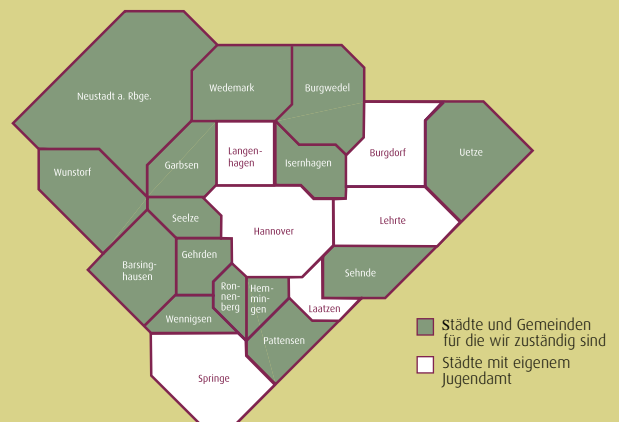 Neustadt a. Rbge.
Wedemark
Burgwedel
Wunstorf
Garbsen
Langen-
hagen
Isernhagen
Burgdorf
Uetze
Seelze
Hannover
Lehrte
Barsing-
hausen
Gehrden
Ron-
nen-
berg
Hem-
min-
gen
Sehnde
Laatzen
Wennigsen
Pattensen
Springe
Städte und Gemeinden
für die wir zuständig sind
Städte mit eigenem
Jugendamt